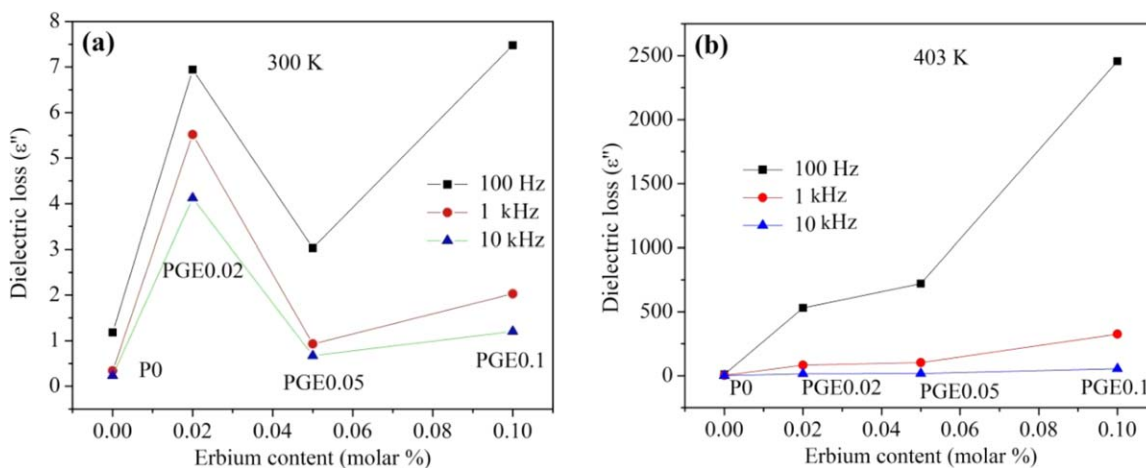 (a)
300 K
8
7
6
5
4
3
2
1
0
Dielectric loss (ε")
100 Hz
1 kHz
10 kHz
PGE0.02
P0
PGE0.05
PGE0.1
0.00 0.02 0.04 0.06 0.08 0.10
Erbium content (molar %)
(b)
403 K
2500
2000
1500
1000
500
0
Dielectric loss (ε")
100 Hz
1 kHz
10 kHz
P0 PGE0.02 PGE0.05 PGE0.1
0.00 0.02 0.04 0.06 0.08 0.10
Erbium content (molar %)